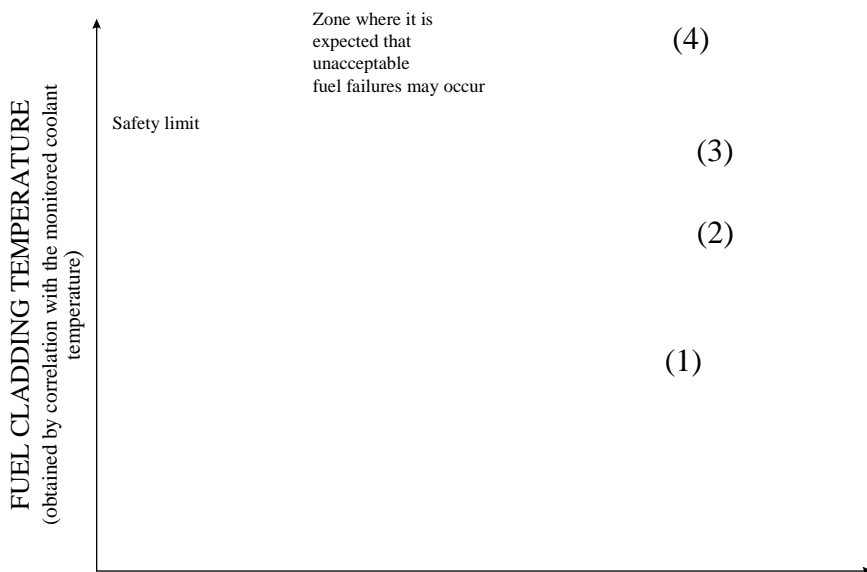 Zone where it is
expected that
unacceptable
fuel failures may occur
(4)
Safety limit
(3)
(2)
(1)
FUEL CLADDING TEMPERATURE
(obtained by correlation with the monitored coolant
temperature)